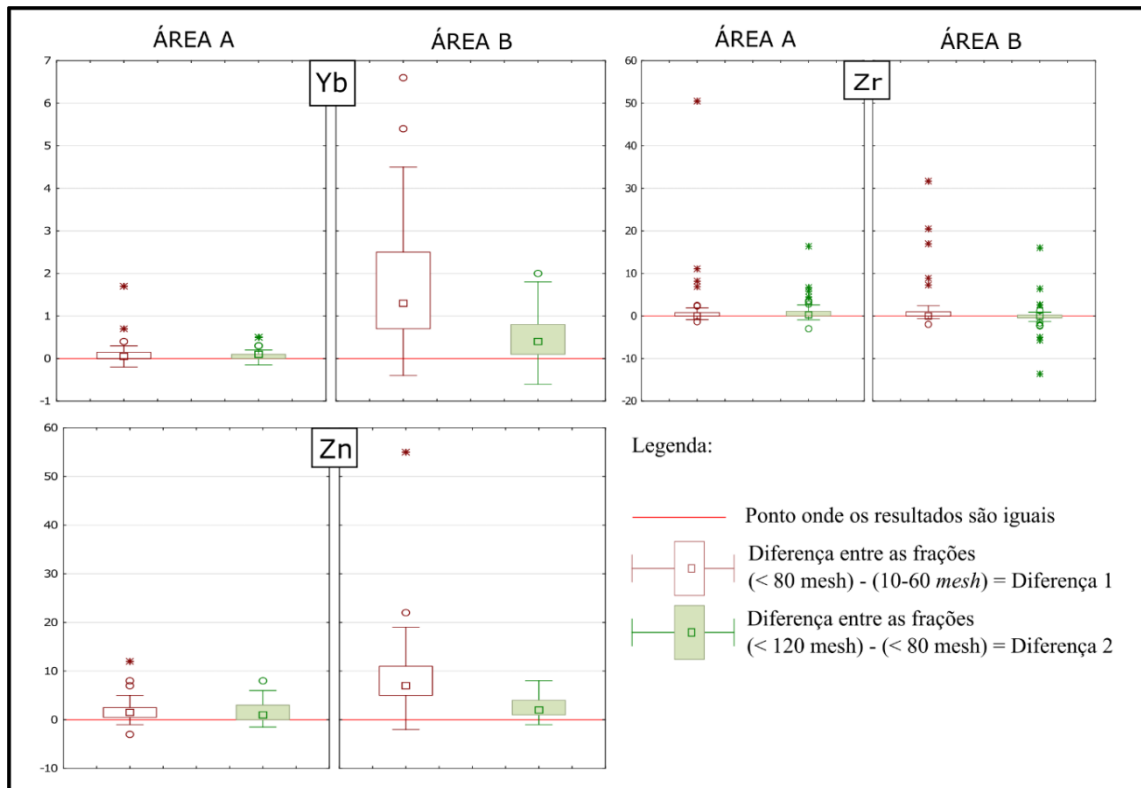 ÁREA A
ÁREA B
Yb
7
6
5
4
3
2
1
0
-1
ÁREA A
ÁREA B
Zr
60
50
40
30
20
10
0
-10
-20
Zn
60
50
40
30
20
10
0
-10
Legenda:
Ponto onde os resultados são iguais
Diferença entre as frações
(< 80 mesh) - (10-60 mesh) = Diferença 1
Diferença entre as frações
(< 120 mesh) - (< 80 mesh) = Diferença 2